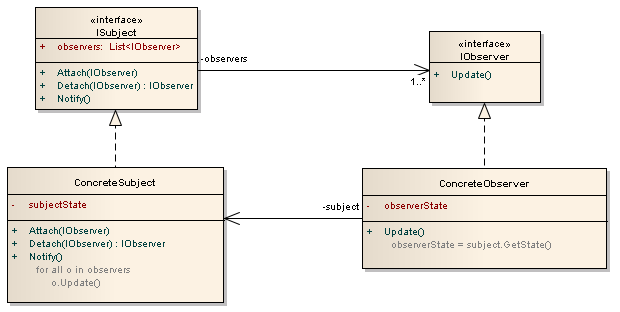 «interface»
ISubject
+ observers: List<IObserver>
+ Attach(IObserver)
+ Detach(IObserver) : IObserver
+ Notify()
-observers
1..*
«interface»
IObserver
+ Update()
ConcreteSubject
- subjectState
+ Attach(IObserver)
+ Detach(IObserver) : IObserver
+ Notify()
for all o in observers
o.Update()
-subject
ConcreteObserver
- observerState
+ Update()
observerState = subject.GetState()